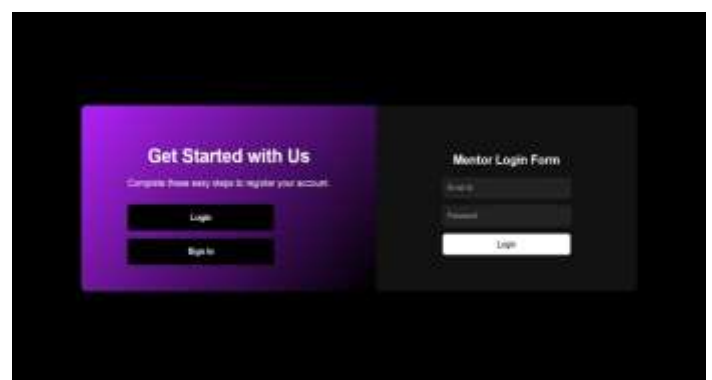 Get Started with Us
Complete these easy steps to register your account.
Login
Sign In
Mentor Login Form
Email Id
Password
Login